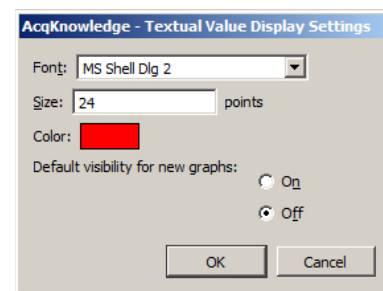 AcqKnowledge - Textual Value Display Settings
Font: MS Shell Dlg 2
Size: 24 points
Color:
Default visibility for new graphs:
On
Off
OK Cancel